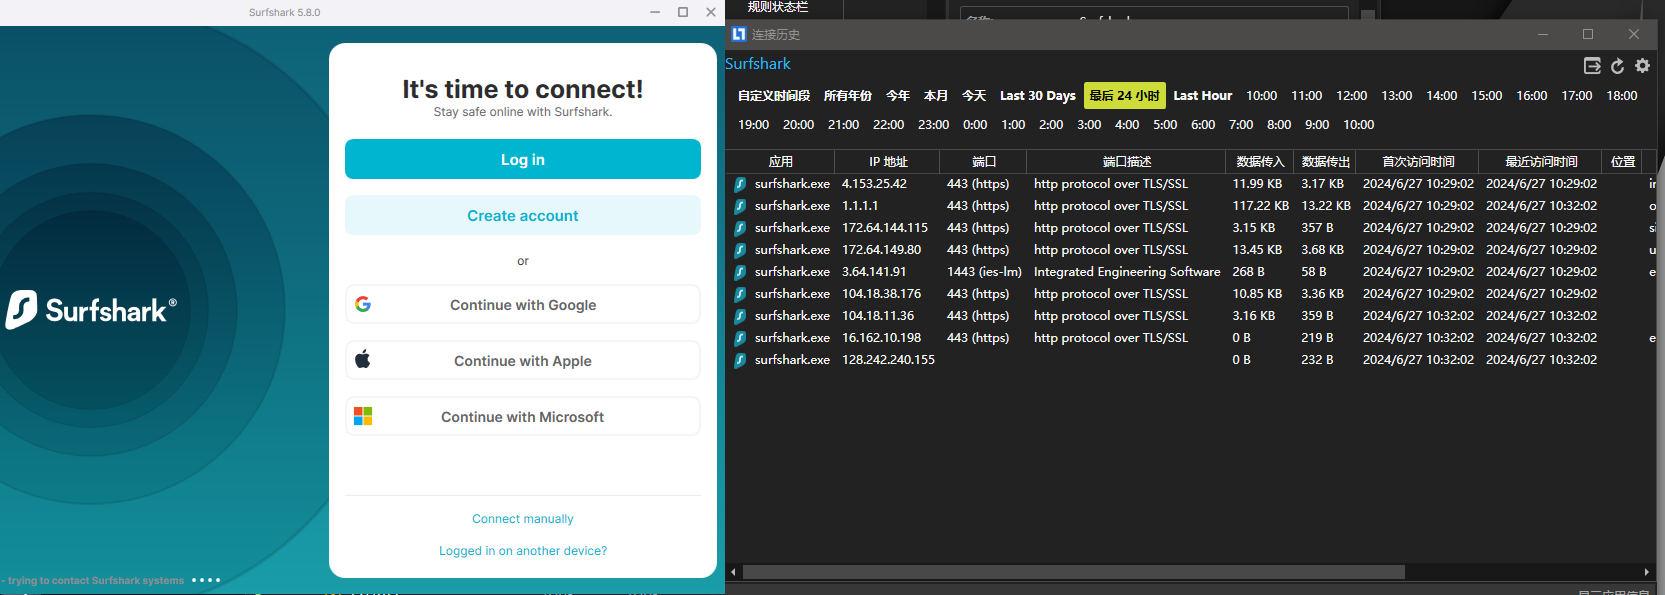 Surfshark 5.8.0
It's time to connect!
Stay safe online with Surfshark.
Log in
Create account
or
Continue with Google
Continue with Apple
Continue with Microsoft
Connect manually
Logged in on another device?
Surfshark®
- trying to contact Surfshark systems
规则状态栏
连接历史
Surfshark
自定义时间段 所有年份 今年 本月 今天 Last 30 Days 最后 24 小时 Last Hour 10:00 11:00 12:00 13:00 14:00 15:00 16:00 17:00 18:00
19:00 20:00 21:00 22:00 23:00 0:00 1:00 2:00 3:00 4:00 5:00 6:00 7:00 8:00 9:00 10:00
应用 IP 地址 端口 端口描述 数据传入 数据传出 首次访问时间 最近访问时间 位置
surfshark.exe 4.153.25.42 443 (https) http protocol over TLS/SSL 11.99 KB 3.17 KB 2024/6/27 10:29:02 2024/6/27 10:29:02
surfshark.exe 1.1.1.1 443 (https) http protocol over TLS/SSL 117.22 KB 13.22 KB 2024/6/27 10:29:02 2024/6/27 10:32:02 o
surfshark.exe 172.64.144.115 443 (https) http protocol over TLS/SSL 3.15 KB 357 B 2024/6/27 10:29:02 2024/6/27 10:29:02 si
surfshark.exe 172.64.149.80 443 (https) http protocol over TLS/SSL 13.45 KB 3.68 KB 2024/6/27 10:29:02 2024/6/27 10:29:02 u
surfshark.exe 3.64.141.91 1443 (ies-lm) Integrated Engineering Software 268 B 58 B 2024/6/27 10:29:02 2024/6/27 10:29:02 e
surfshark.exe 104.18.38.176 443 (https) http protocol over TLS/SSL 10.85 KB 3.36 KB 2024/6/27 10:29:02 2024/6/27 10:29:02
surfshark.exe 104.18.11.36 443 (https) http protocol over TLS/SSL 3.16 KB 359 B 2024/6/27 10:32:02 2024/6/27 10:32:02
surfshark.exe 16.162.10.198 443 (https) http protocol over TLS/SSL 0 B 219 B 2024/6/27 10:32:02 2024/6/27 10:32:02 e
surfshark.exe 128.242.240.155 0 B 232 B 2024/6/27 10:32:02 2024/6/27 10:32:02